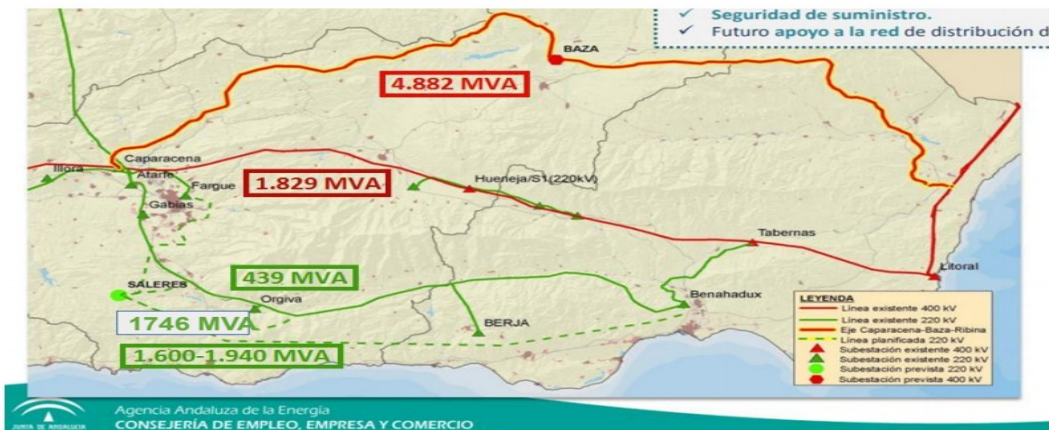 ✓ Seguridad de suministro.
✓ Futuro apoyo a la red de distribución d
BAZA
4.882 MVA
Caparacena
Illora
Atarfe
Fargue
1.829 MVA
Hueneja/S1(220kV)
Gabias
Tabernas
439 MVA
SALERES
Orgiva
Litoral
Benahadux
1746 MVA
BERJA
1.600-1.940 MVA
LEYENDA
Línea existente 400 kV
Línea existente 220 kV
Eje Caparacena-Baza-Ribina
Línea planificada 220 kV
Subestación existente 400 kV
Subestación existente 220 kV
Subestación prevista 220 kV
Subestación prevista 400 kV
JUNTA DE ANDALUCIA
Agencia Andaluza de la Energía
CONSEJERÍA DE EMPLEO, EMPRESA Y COMERCIO